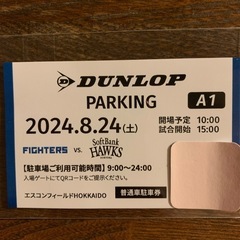 DUNLOP
PARKING
A1
2024.8.24(土)
開場予定 10:00
試合開始 15:00
FIGHTERS VS. SoftBank HAWKS
【駐車場ご利用可能時間】9:00~24:00
入場ゲートにてQRコードをご提示ください。
エスコンフィールドHOKKAIDO
普通車駐車券